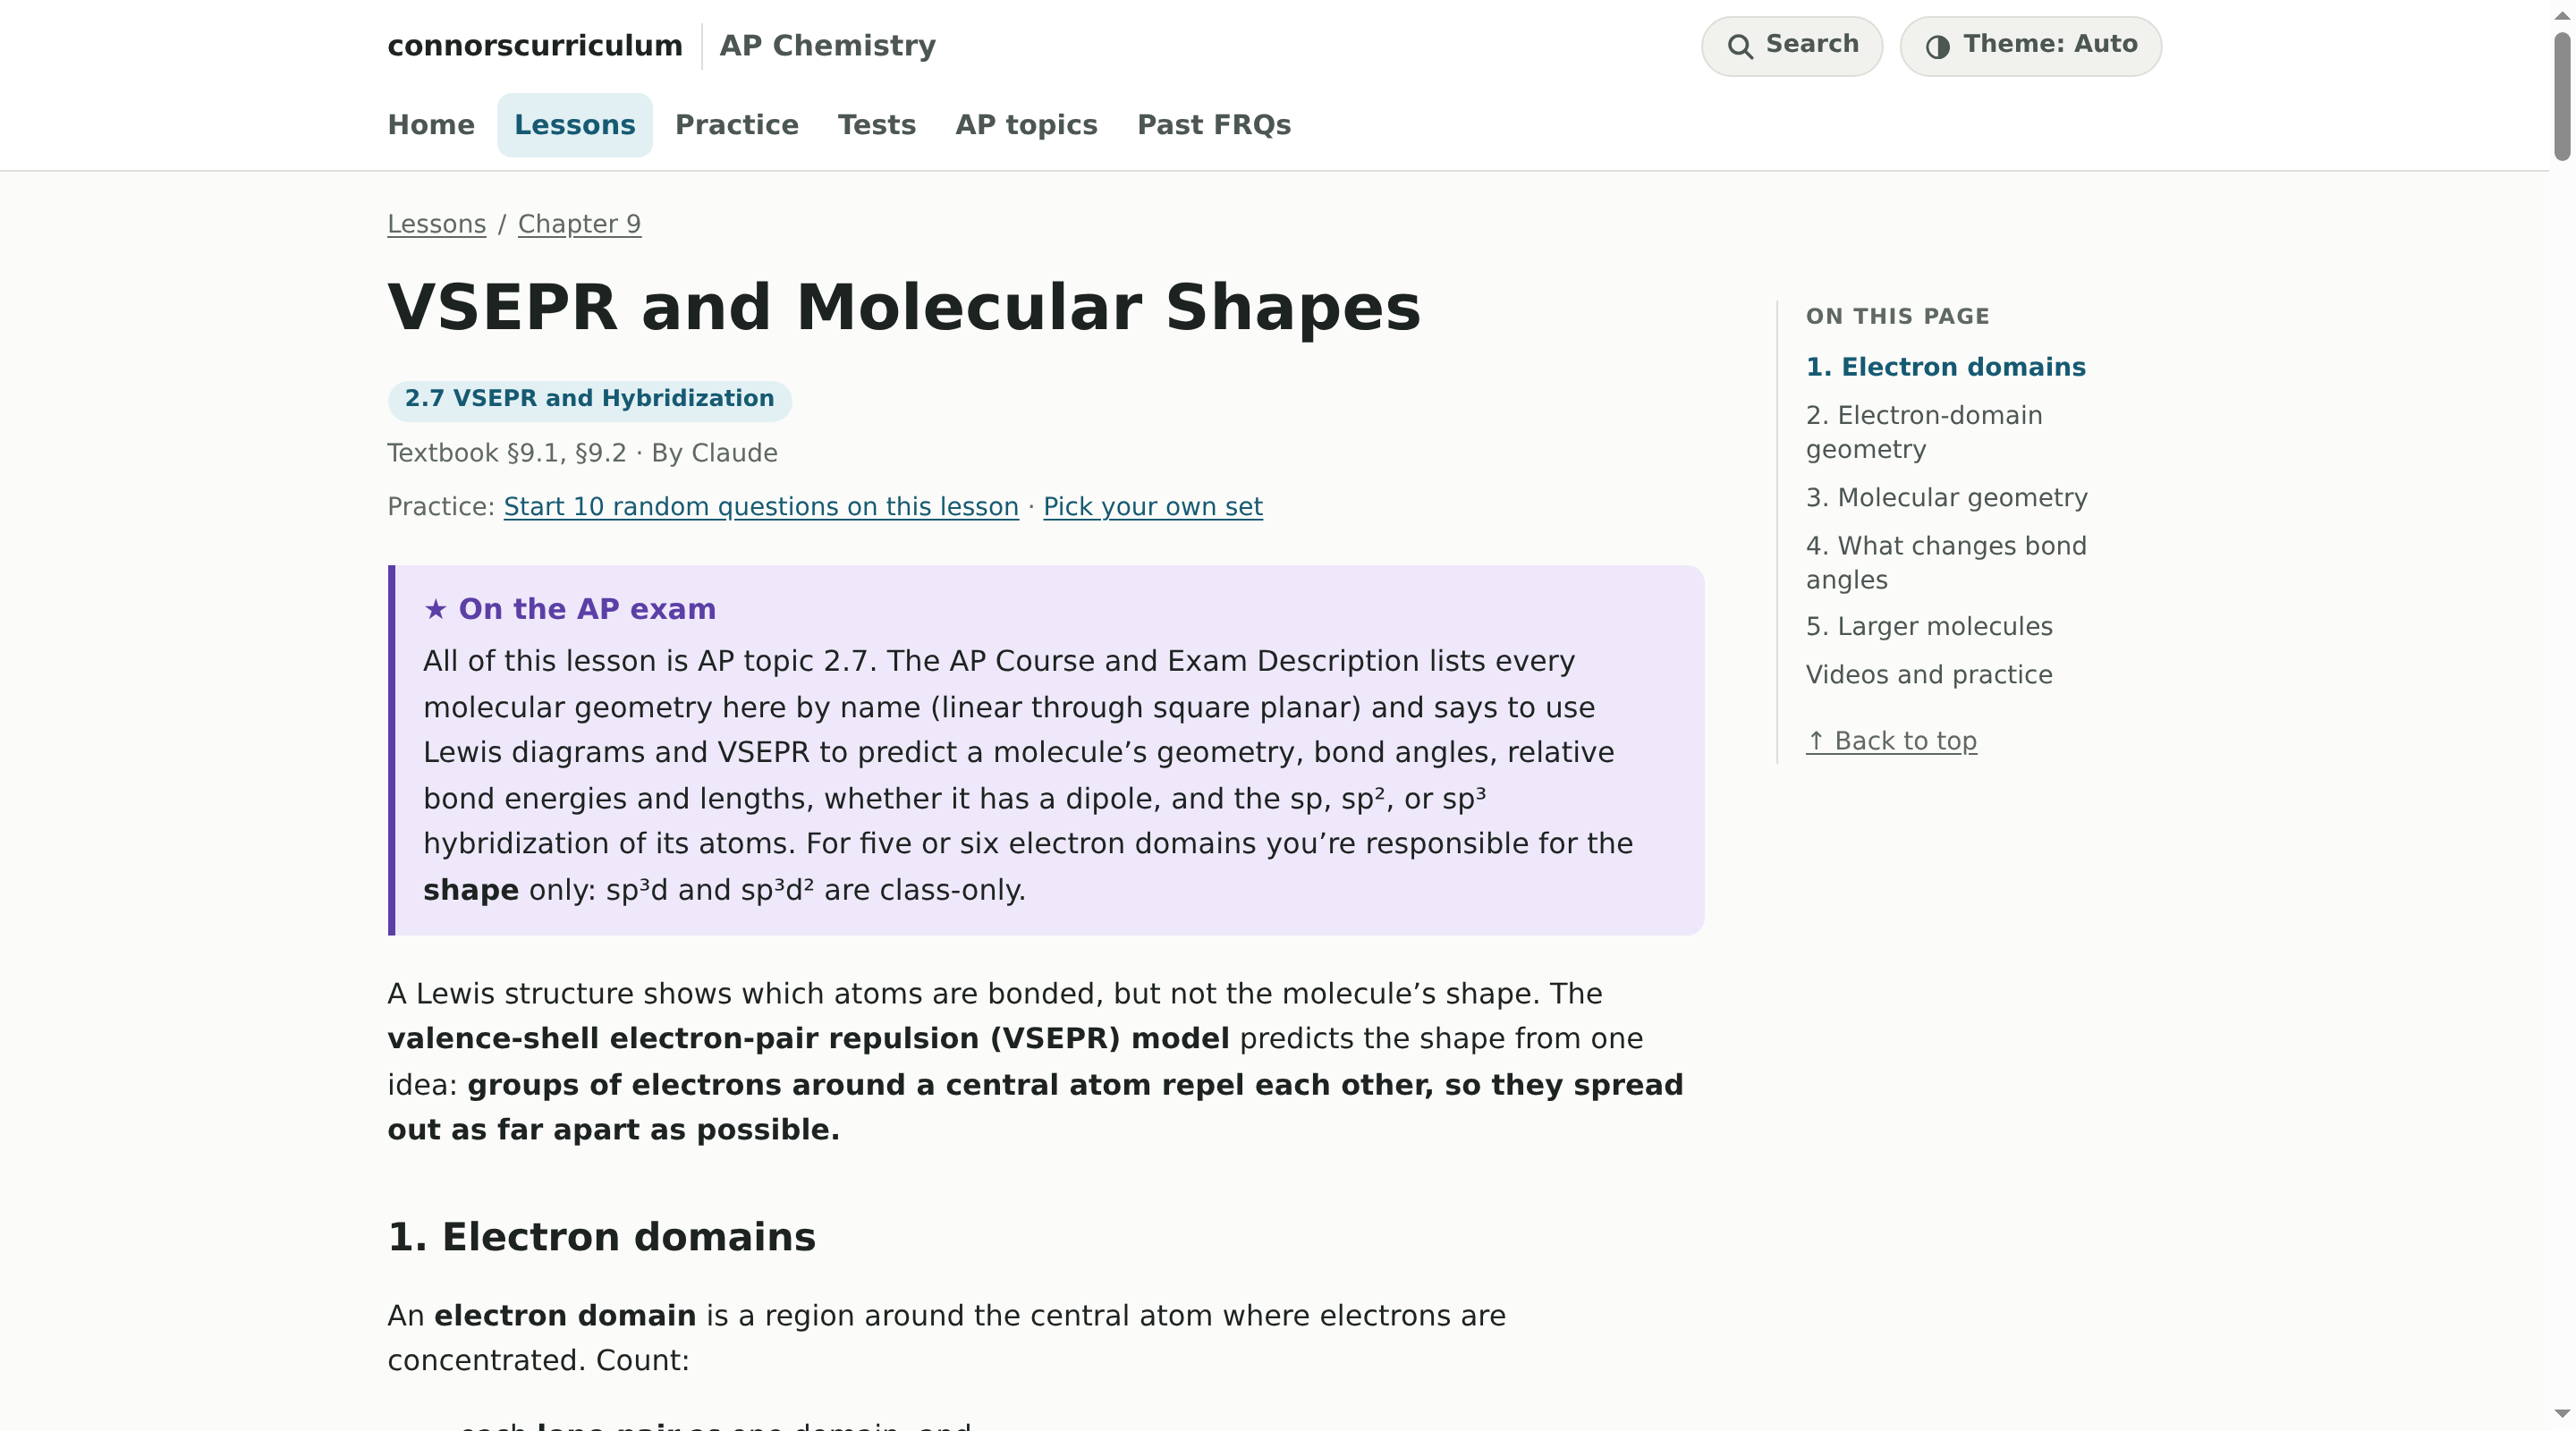 connorscurriculum
AP Chemistry
Search
Theme: Auto
Home
Lessons
Practice
Tests
AP topics
Past FRQs
Lessons / Chapter 9
VSEPR and Molecular Shapes
2.7 VSEPR and Hybridization
Textbook §9.1, §9.2 · By Claude
Practice: Start 10 random questions on this lesson · Pick your own set
★ On the AP exam
All of this lesson is AP topic 2.7. The AP Course and Exam Description lists every
molecular geometry here by name (linear through square planar) and says to use
Lewis diagrams and VSEPR to predict a molecule’s geometry, bond angles, relative
bond energies and lengths, whether it has a dipole, and the sp, sp², or sp³
hybridization of its atoms. For five or six electron domains you’re responsible for the
shape only: sp³d and sp³d² are class-only.
A Lewis structure shows which atoms are bonded, but not the molecule’s shape. The
valence-shell electron-pair repulsion (VSEPR) model predicts the shape from one
idea: groups of electrons around a central atom repel each other, so they spread
out as far apart as possible.
1. Electron domains
An electron domain is a region around the central atom where electrons are
concentrated. Count:
each lone pair as one domain, and
ON THIS PAGE
1. Electron domains
2. Electron-domain
geometry
3. Molecular geometry
4. What changes bond
angles
5. Larger molecules
Videos and practice
↑ Back to top